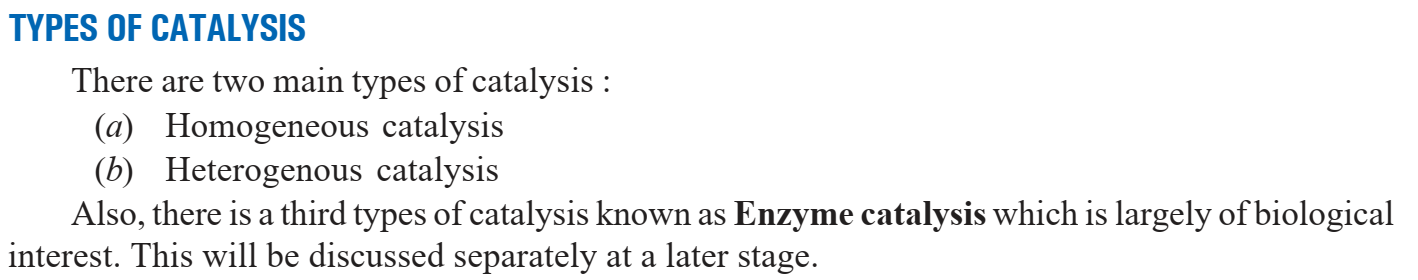 TYPES OF CATALYSIS
There are two main types of catalysis :
(a) Homogeneous catalysis
(b) Heterogenous catalysis
Also, there is a third types of catalysis known as Enzyme catalysis which is largely of biological
interest. This will be discussed separately at a later stage.